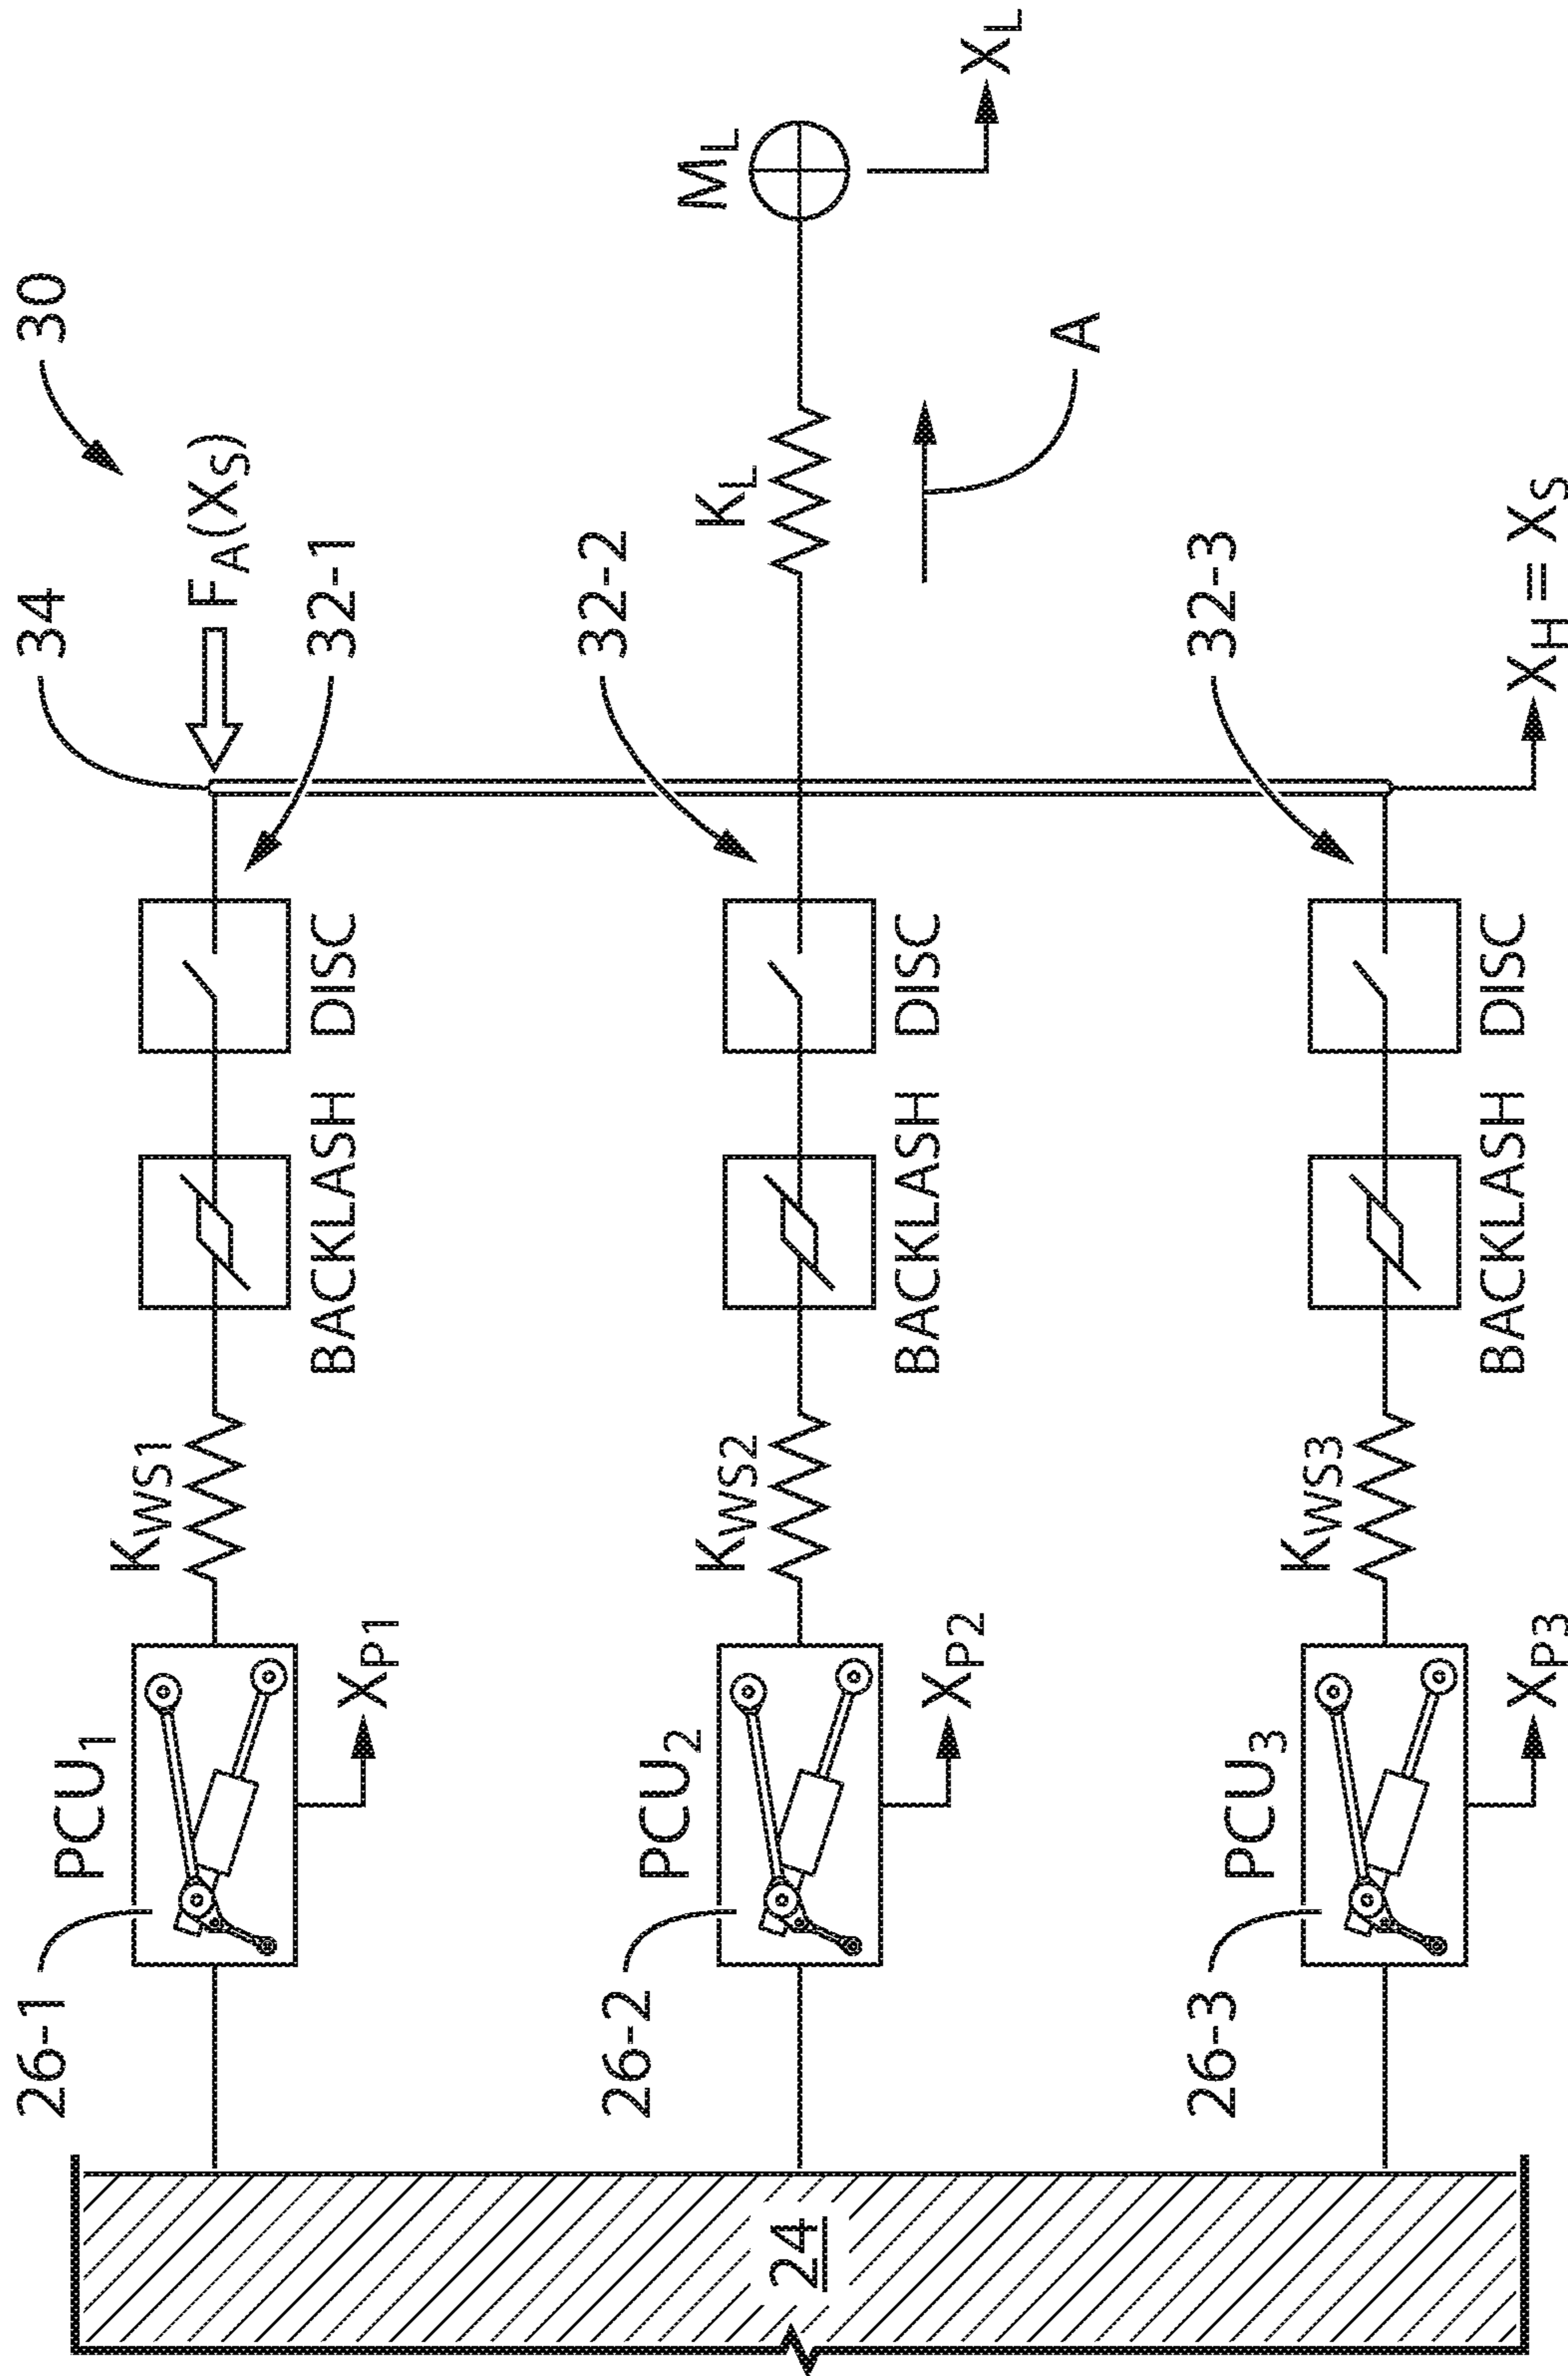 30
34
F_A(X_S)
26-1
PCU_1
X_P1
K_WS1
BACKLASH
DISC
32-1
26-2
PCU_2
X_P2
K_WS2
BACKLASH
DISC
32-2
K_L
M_L
X_L
A
24
26-3
PCU_3
X_P3
K_WS3
BACKLASH
DISC
32-3
X_H = X_S